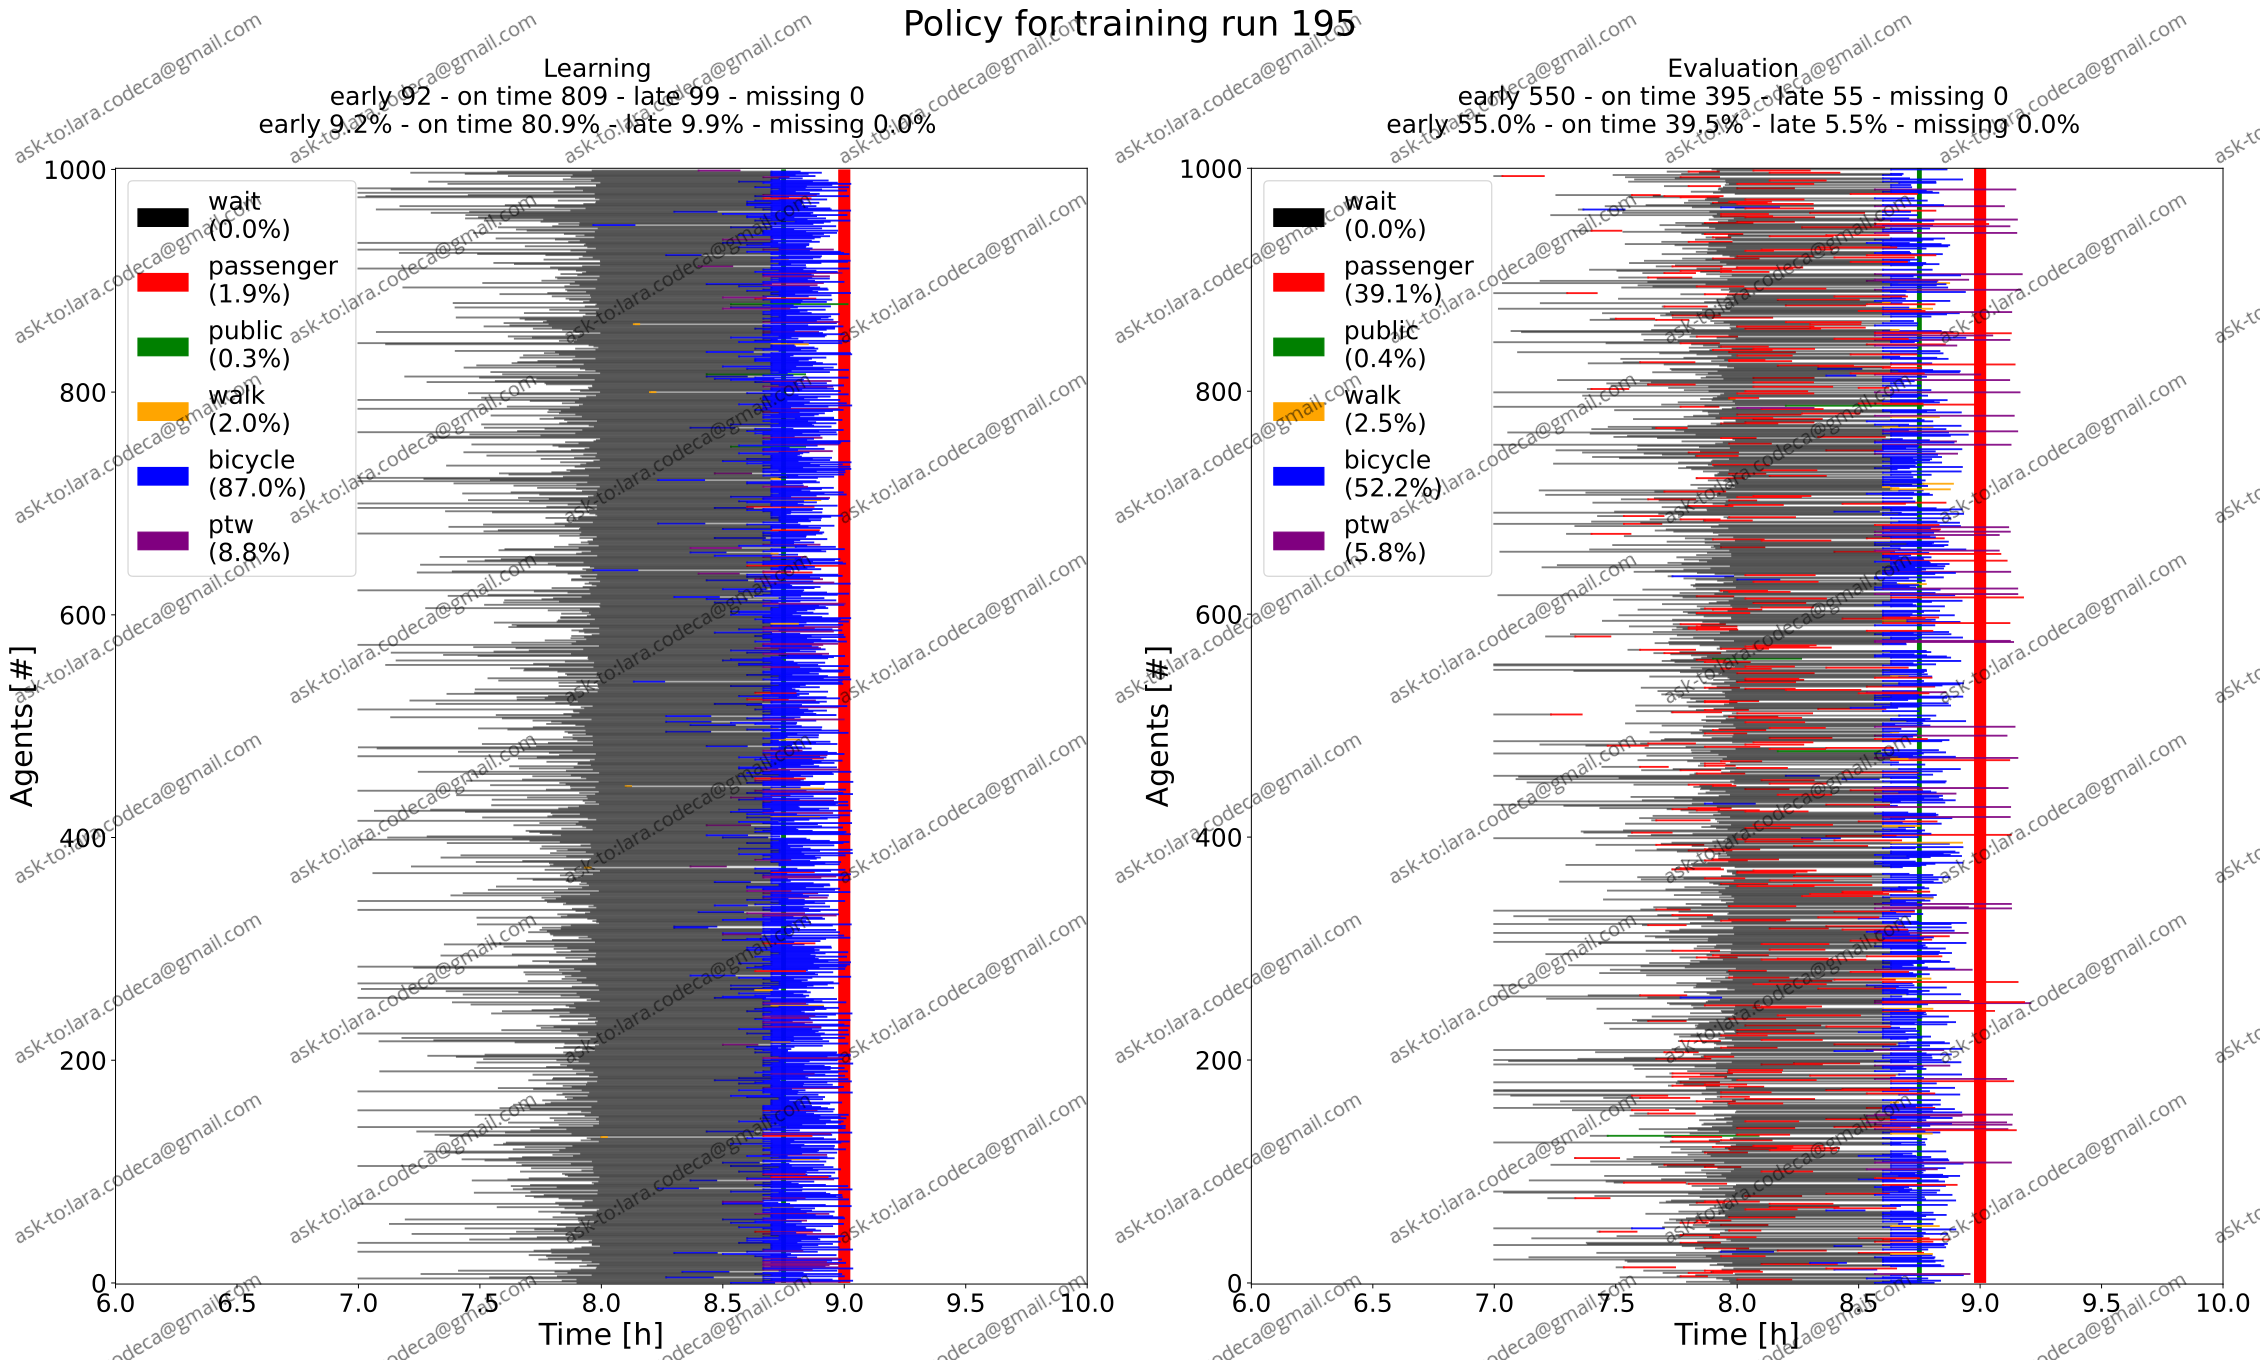 Policy for training run 195
Learning
early 92 - on time 809 - late 99 - missing 0
early 9.2% - on time 80.9% - late 9.9% - missing 0.0%
1000
800
600
400
200
0
Agents [#]
wait
(0.0%)
passenger
(1.9%)
public
(0.3%)
walk
(2.0%)
bicycle
(87.0%)
ptw
(8.8%)
6.0 6.5 7.0 7.5 8.0 8.5 9.0 9.5 10.0
Time [h]
Evaluation
early 550 - on time 395 - late 55 - missing 0
early 55.0% - on time 39.5% - late 5.5% - missing 0.0%
1000
800
600
400
200
0
Agents [#]
wait
(0.0%)
passenger
(39.1%)
public
(0.4%)
walk
(2.5%)
bicycle
(52.2%)
ptw
(5.8%)
6.0 6.5 7.0 7.5 8.0 8.5 9.0 9.5 10.0
Time [h]
ask-to:lara.codeca@gmail.com